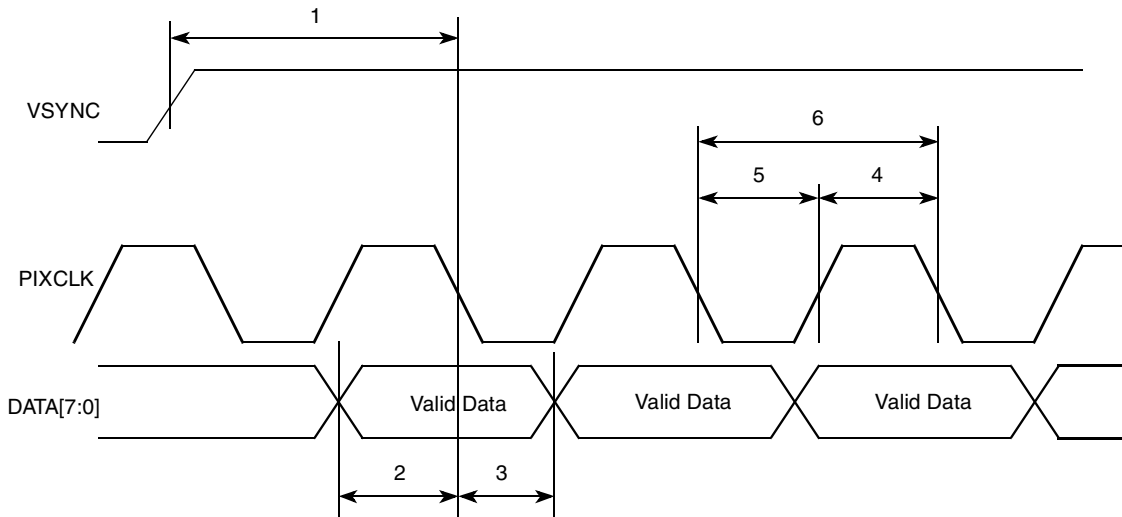 1
VSYNC
6
5
4
PIXCLK
DATA[7:0]
Valid Data
Valid Data
Valid Data
2
3